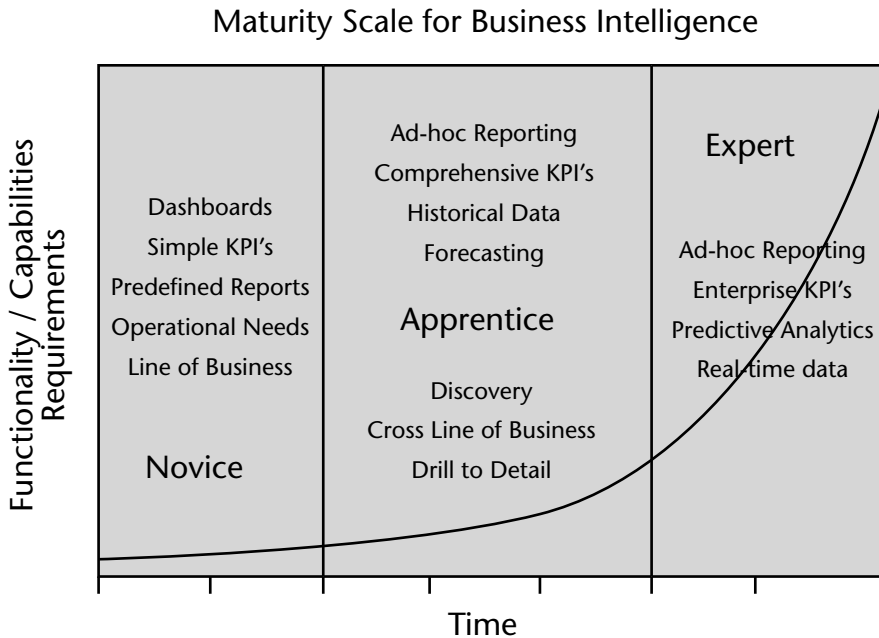 Maturity Scale for Business Intelligence
Functionality / Capabilities
Requirements
Dashboards
Simple KPI's
Predefined Reports
Operational Needs
Line of Business
Novice
Ad-hoc Reporting
Comprehensive KPI's
Historical Data
Forecasting
Apprentice
Discovery
Cross Line of Business
Drill to Detail
Expert
Ad-hoc Reporting
Enterprise KPI's
Predictive Analytics
Real-time data
Time